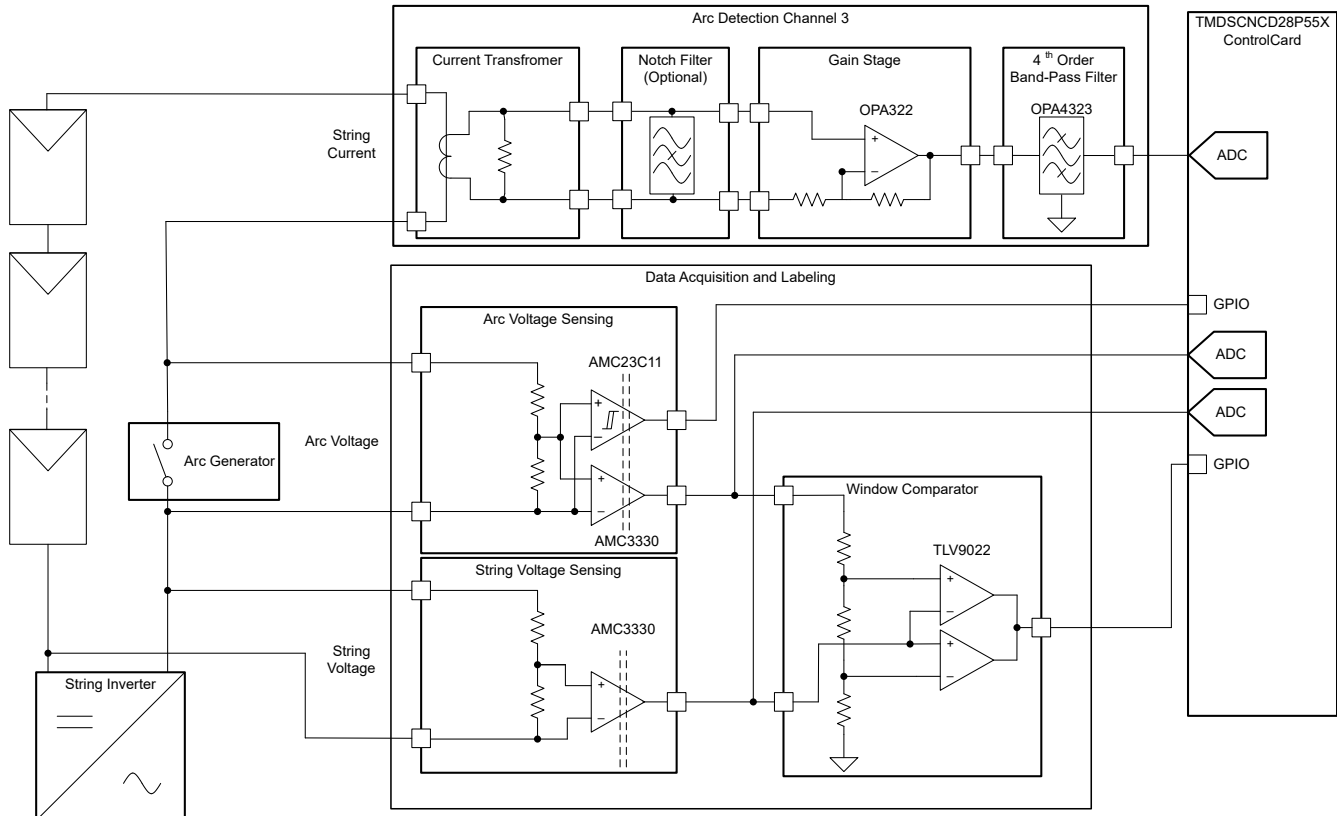 Arc Detection Channel 3
TMDSCNCD28P55X
ControlCard
Current Transfromer
Notch Filter
(Optional)
Gain Stage
4 th Order
Band-Pass Filter
OPA322
OPA4323
String
Current
+
−
ADC
Data Acquisition and Labeling
GPIO
Arc Voltage Sensing
ADC
AMC23C11
+
−
ADC
Arc Voltage
Arc Generator
GPIO
+
−
Window Comparator
AMC3330
TLV9022
String Voltage Sensing
+
−
AMC3330
+
−
String
Voltage
String Inverter
+
−